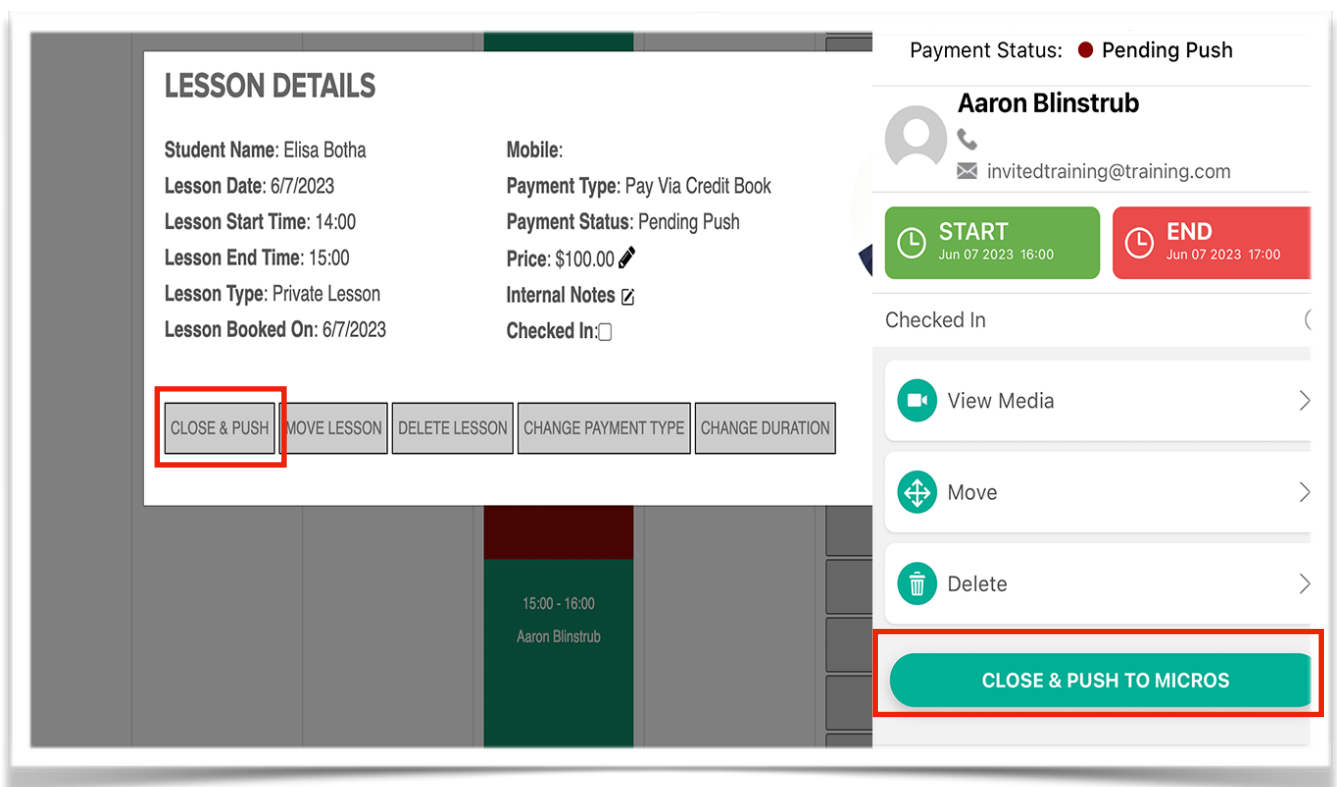 LESSON DETAILS
Student Name: Elisa Botha
Lesson Date: 6/7/2023
Lesson Start Time: 14:00
Lesson End Time: 15:00
Lesson Type: Private Lesson
Lesson Booked On: 6/7/2023
Mobile:
Payment Type: Pay Via Credit Book
Payment Status: Pending Push
Price: $100.00
Internal Notes
Checked In:
CLOSE & PUSH
MOVE LESSON
DELETE LESSON
CHANGE PAYMENT TYPE
CHANGE DURATION
15:00 - 16:00
Aaron Blinstrub
Payment Status: Pending Push
Aaron Blinstrub
invitedtraining@training.com
START
Jun 07 2023 16:00
END
Jun 07 2023 17:00
Checked In
View Media
Move
Delete
CLOSE & PUSH TO MICROS